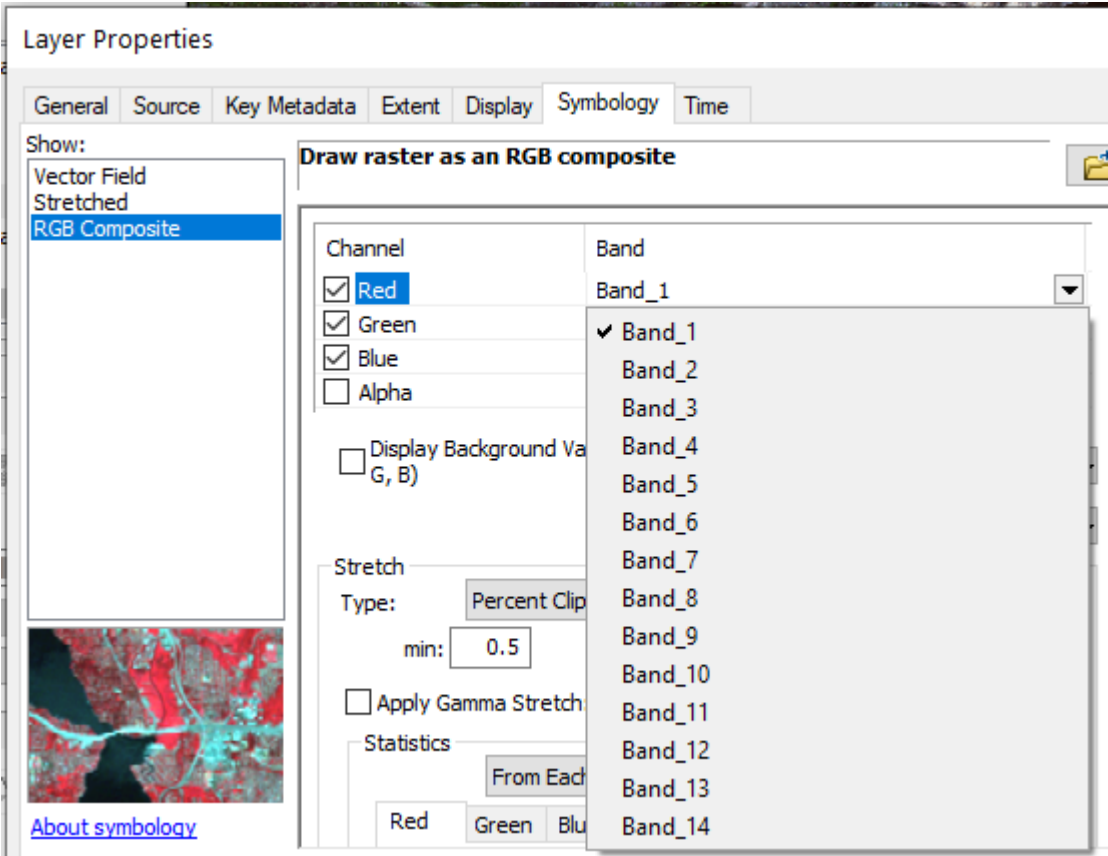 Layer Properties
General Source Key Metadata Extent Display Symbology Time
Show:
Vector Field
Stretched
RGB Composite
Draw raster as an RGB composite
Channel Band
Red Band_1
Green
Blue
Alpha
Band_1
Band_2
Band_3
Band_4
Band_5
Band_6
Band_7
Band_8
Band_9
Band_10
Band_11
Band_12
Band_13
Band_14
Display Background Va
G, B)
Stretch
Type: Percent Clip
min: 0.5
Apply Gamma Stretch:
Statistics
From Each
Red Green Blu
About symbology